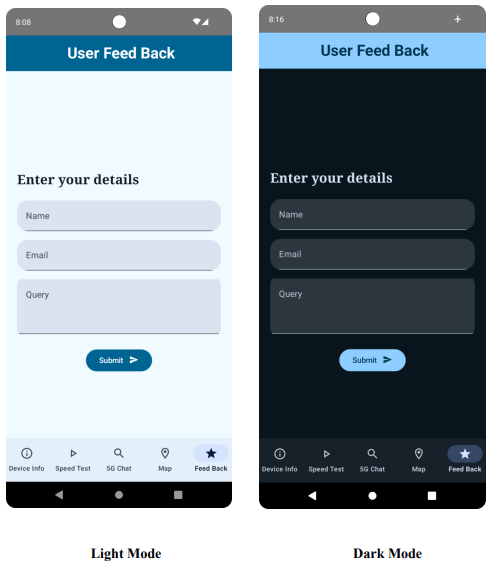 8:08
User Feed Back
Enter your details
Name
Email
Query
Submit
Device Info Speed Test 5G Chat Map Feed Back
Light Mode
8:16
User Feed Back
Enter your details
Name
Email
Query
Submit
Device Info Speed Test 5G Chat Map Feed Back
Dark Mode